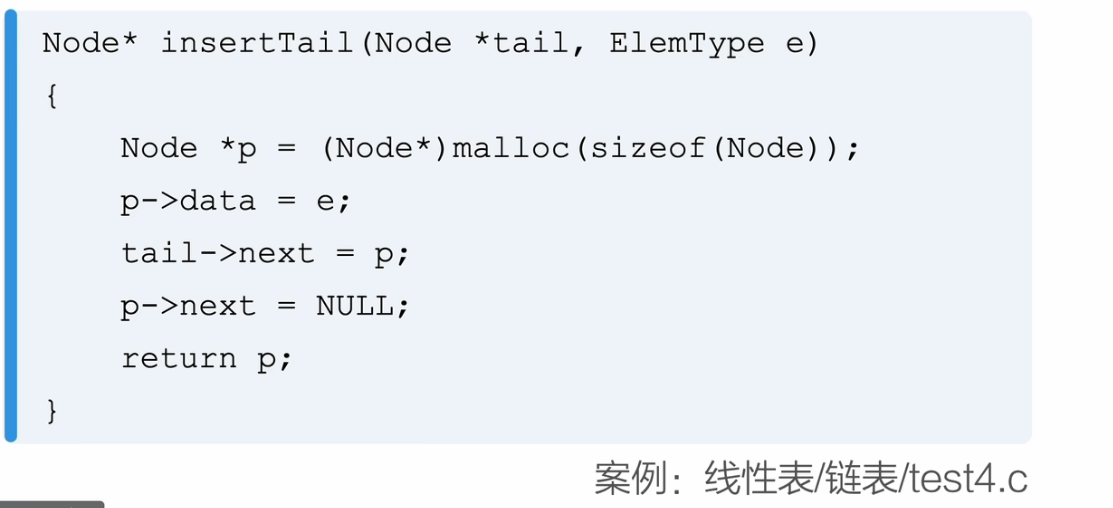 Node* insertTail(Node *tail, ElemType e)
{
    Node *p = (Node*)malloc(sizeof(Node));
    p->data = e;
    tail->next = p;
    p->next = NULL;
    return p;
}
案例：线性表/链表/test4.c